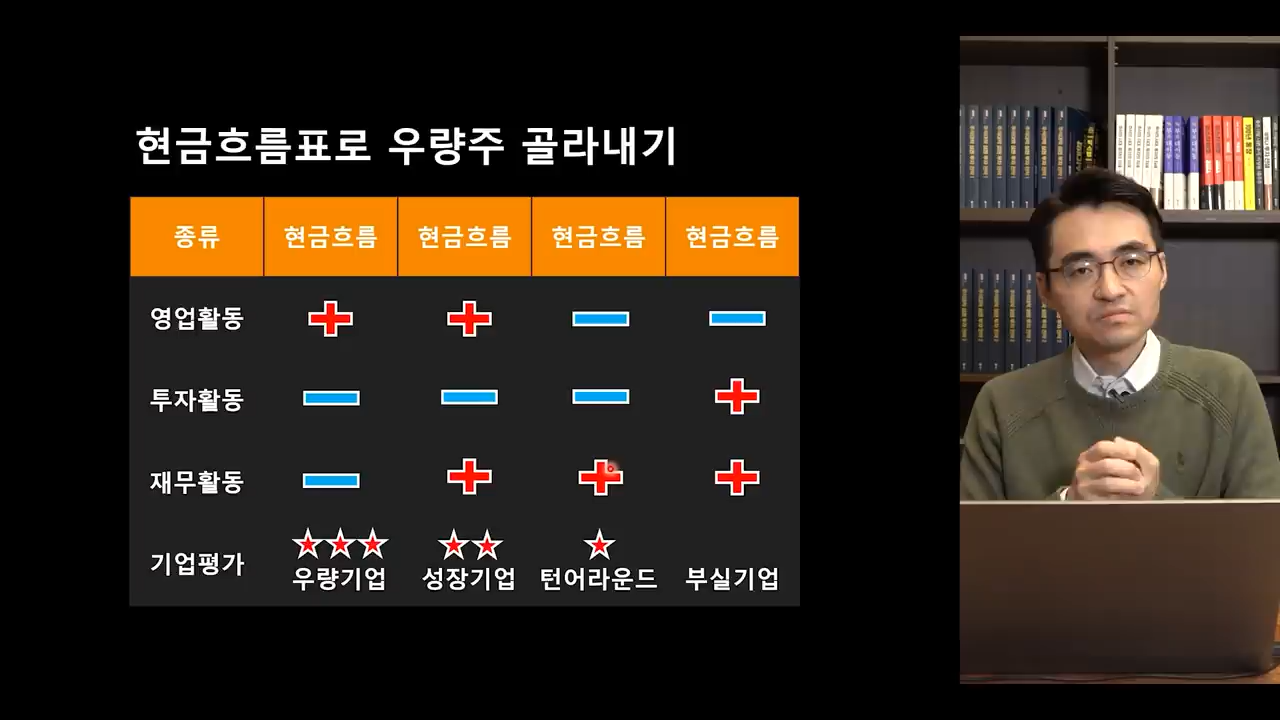 현금흐름표로 우량주 골라내기
종류 현금흐름 현금흐름 현금흐름 현금흐름
영업활동
투자활동
재무활동
기업평가
우량기업 성장기업 턴어라운드 부실기업